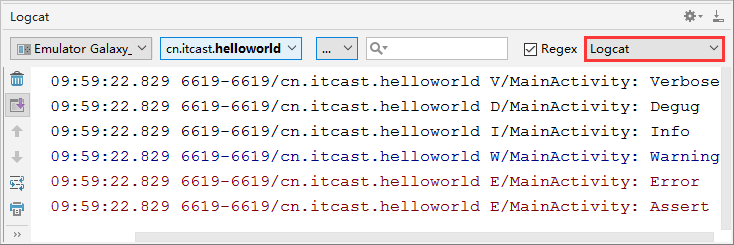 Logcat
Emulator Galaxy_ cn.itcast.helloworld ... Regex Logcat
09:59:22.829 6619-6619/cn.itcast.helloworld V/MainActivity: Verbose
09:59:22.829 6619-6619/cn.itcast.helloworld D/MainActivity: Degug
09:59:22.829 6619-6619/cn.itcast.helloworld I/MainActivity: Info
09:59:22.829 6619-6619/cn.itcast.helloworld W/MainActivity: Warning
09:59:22.829 6619-6619/cn.itcast.helloworld E/MainActivity: Error
09:59:22.829 6619-6619/cn.itcast.helloworld E/MainActivity: Assert